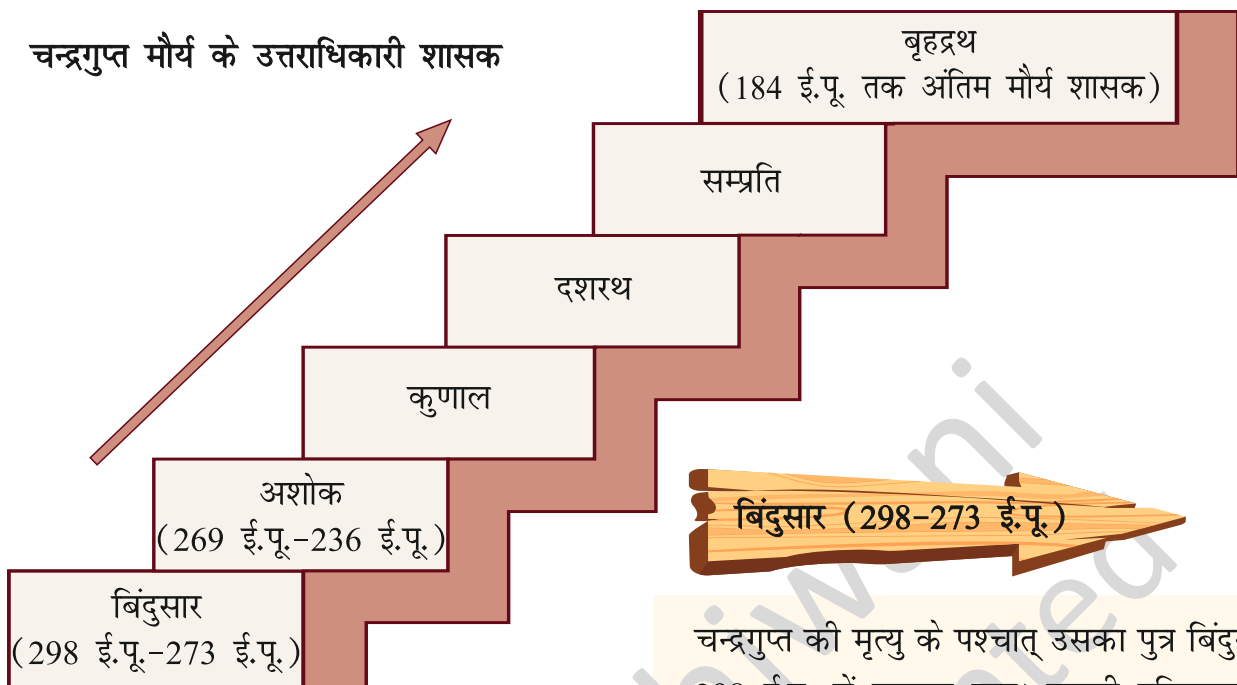 चन्द्रगुप्त मौर्य के उत्तराधिकारी शासक
बृहद्रथ
(184 ई.पू. तक अंतिम मौर्य शासक)
सम्प्रति
दशरथ
कुणाल
अशोक
(269 ई.पू.-236 ई.पू.)
बिंदुसार
(298 ई.पू.-273 ई.पू.)
बिंदुसार (298-273 ई.पू.)
चन्द्रगुप्त की मृत्यु के पश्चात् उसका पुत्र